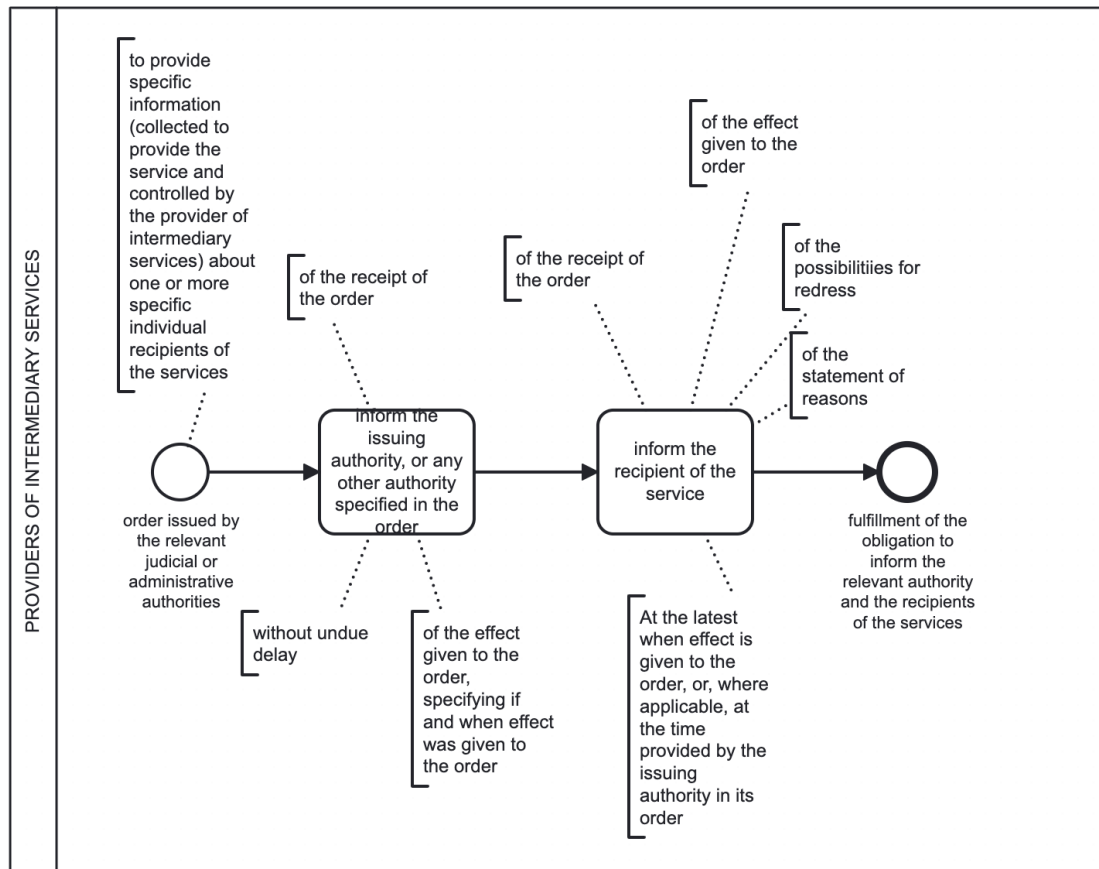 PROVIDERS OF INTERMEDIARY SERVICES
to provide
specific
information
(collected to
provide the
service and
controlled by
the provider of
intermediary
services) about
one or more
specific
individual
recipients of
the services
of the receipt of
the order
of the receipt of
the order
of the effect
given to the
order
of the
possibilitiies for
redress
of the
statement of
reasons
order issued by
the relevant
judicial or
administrative
authorities
inform the
issuing
authority, or any
other authority
specified in the
order
inform the
recipient of the
service
fulfillment of the
obligation to
inform the
relevant authority
and the recipients
of the services
without undue
delay
of the effect
given to the
order,
specifying if
and when effect
was given to
the order
At the latest
when effect is
given to the
order, or, where
applicable, at
the time
provided by the
issuing
authority in its
order